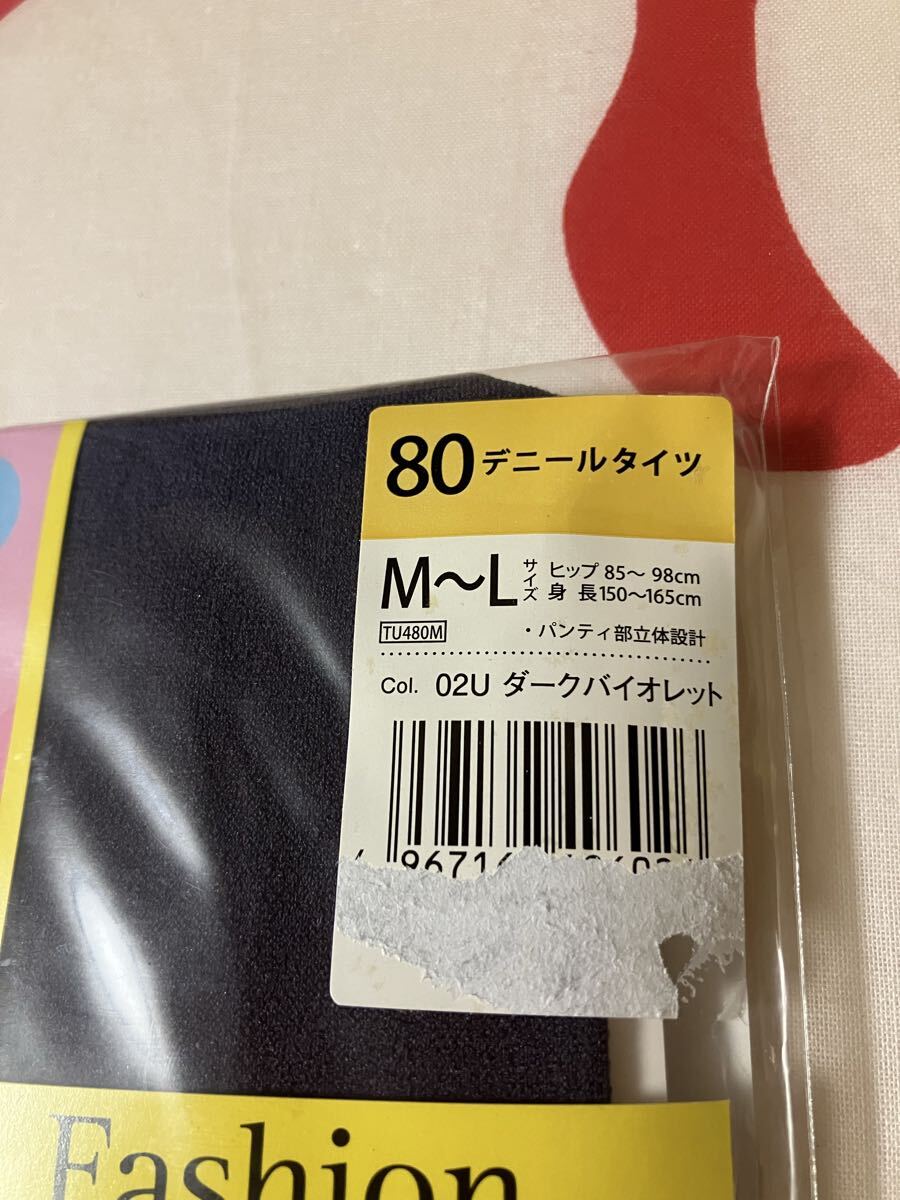 80デニールタイツ
M～L サイズ ヒップ 85～98cm
身長150～165cm
TU480M ・パンティ部立体設計
Col. 02U ダークバイオレット
Fashion